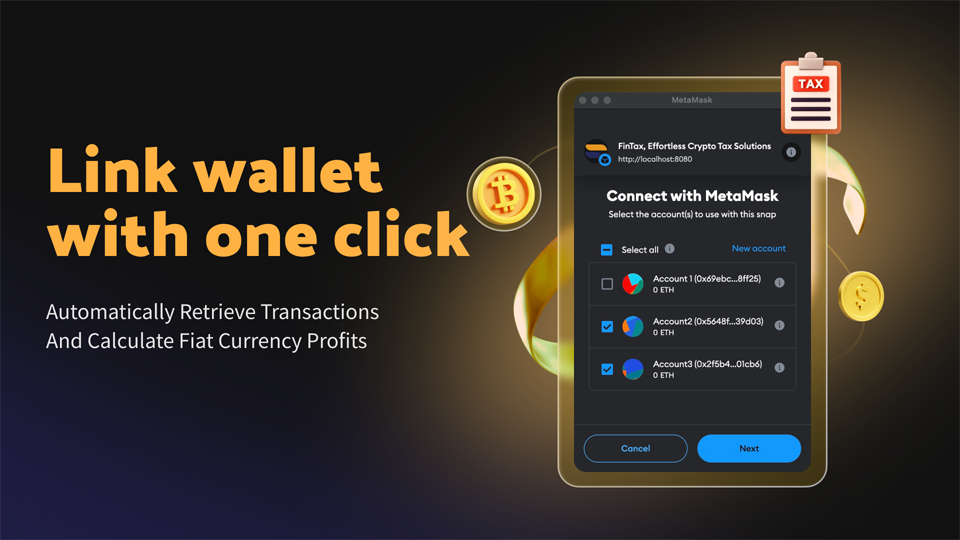 Link wallet
with one click
Automatically Retrieve Transactions
And Calculate Fiat Currency Profits
TAX
MetaMask
FinTax, Effortless Crypto Tax Solutions
http://localhost:8080
Connect with MetaMask
Select the account(s) to use with this snap
Select all
New account
Account 1 (0x69ebc...8ff25)
0 ETH
Account2 (0x5648f...39d03)
0 ETH
Account3 (0x2f5b4...01cb6)
0 ETH
Cancel
Next